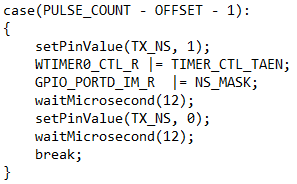 case(PULSE_COUNT - OFFSET - 1):
{
    setPinValue(TX_NS, 1);
    WTIMER0_CTL_R |= TIMER_CTL_TAEN;
    GPIO_PORTD_IM_R  |= NS_MASK;
    waitMicrosecond(12);
    setPinValue(TX_NS, 0);
    waitMicrosecond(12);
    break;
}